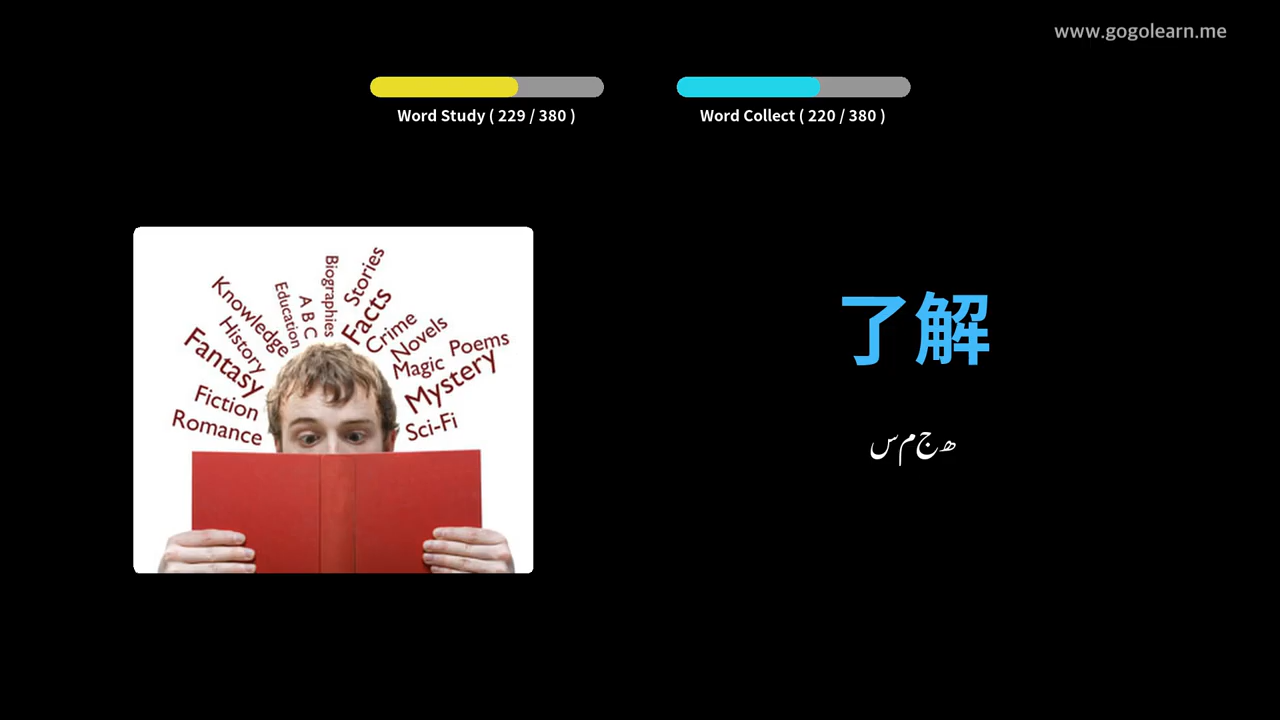 www.gogolearn.me
Word Study ( 229 / 380 )
Word Collect ( 220 / 380 )
Biographies
Stories
Education
A B C
Facts
Knowledge
Crime
History
Novels
Poems
Fantasy
Magic
Mystery
Fiction
Romance
Sci-Fi
了解
ھ ج م س